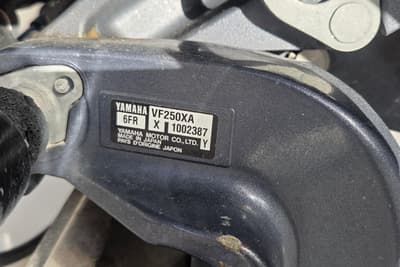 YAMAHA VF250XA
6FR X 1002387
YAMAHA MOTOR CO.,LTD.
MADE IN JAPAN
PAYS D'ORIGINE JAPON Y